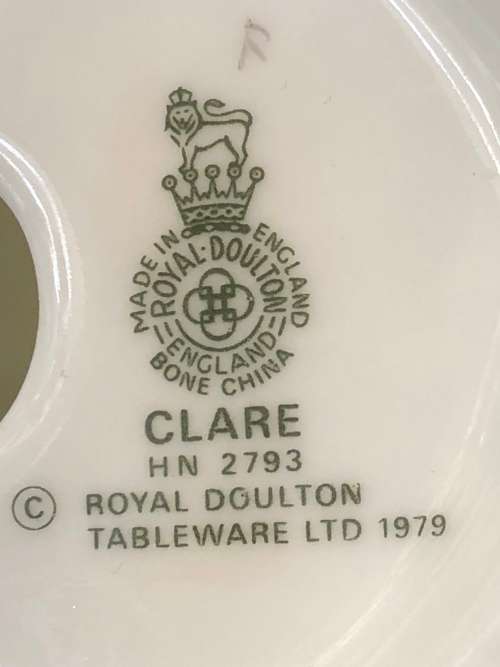 MADE IN ENGLAND
ROYAL·DOULTON
ENGLAND
BONE CHINA
CLARE
HN 2793
© ROYAL DOULTON
TABLEWARE LTD 1979